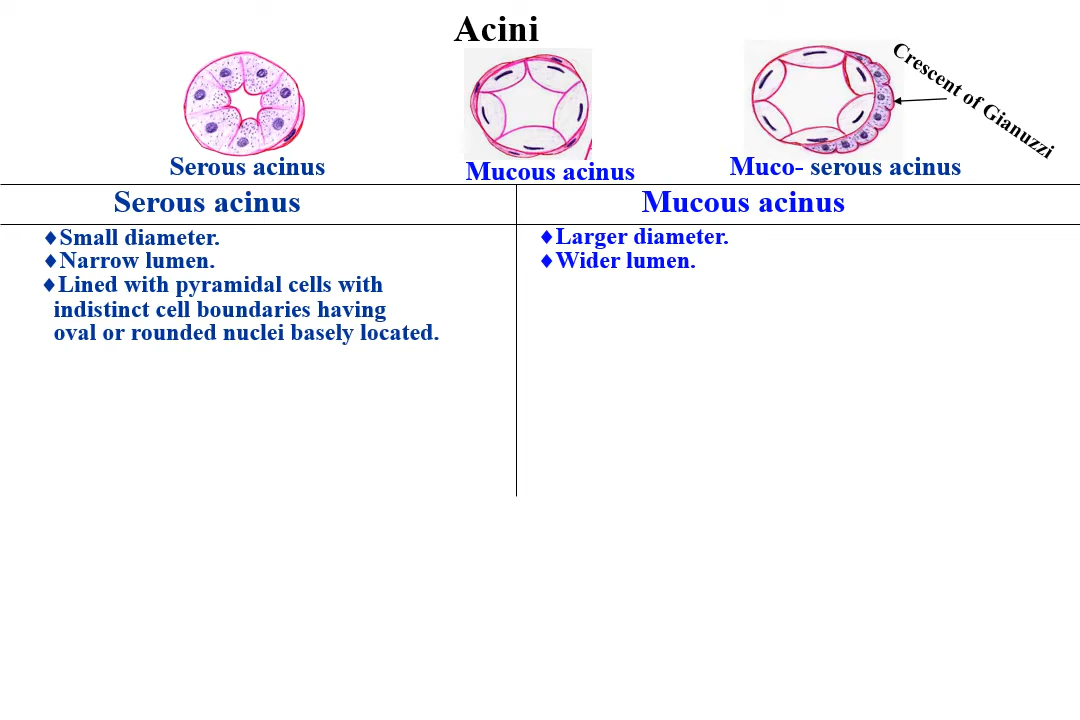 Acini
Crescent of Gianuzzi
Serous acinus
Mucous acinus
Muco- serous acinus
Serous acinus
Mucous acinus
♦Small diameter.
♦Narrow lumen.
♦Lined with pyramidal cells with
indistinct cell boundaries having
oval or rounded nuclei basely located.
♦Larger diameter.
♦Wider lumen.